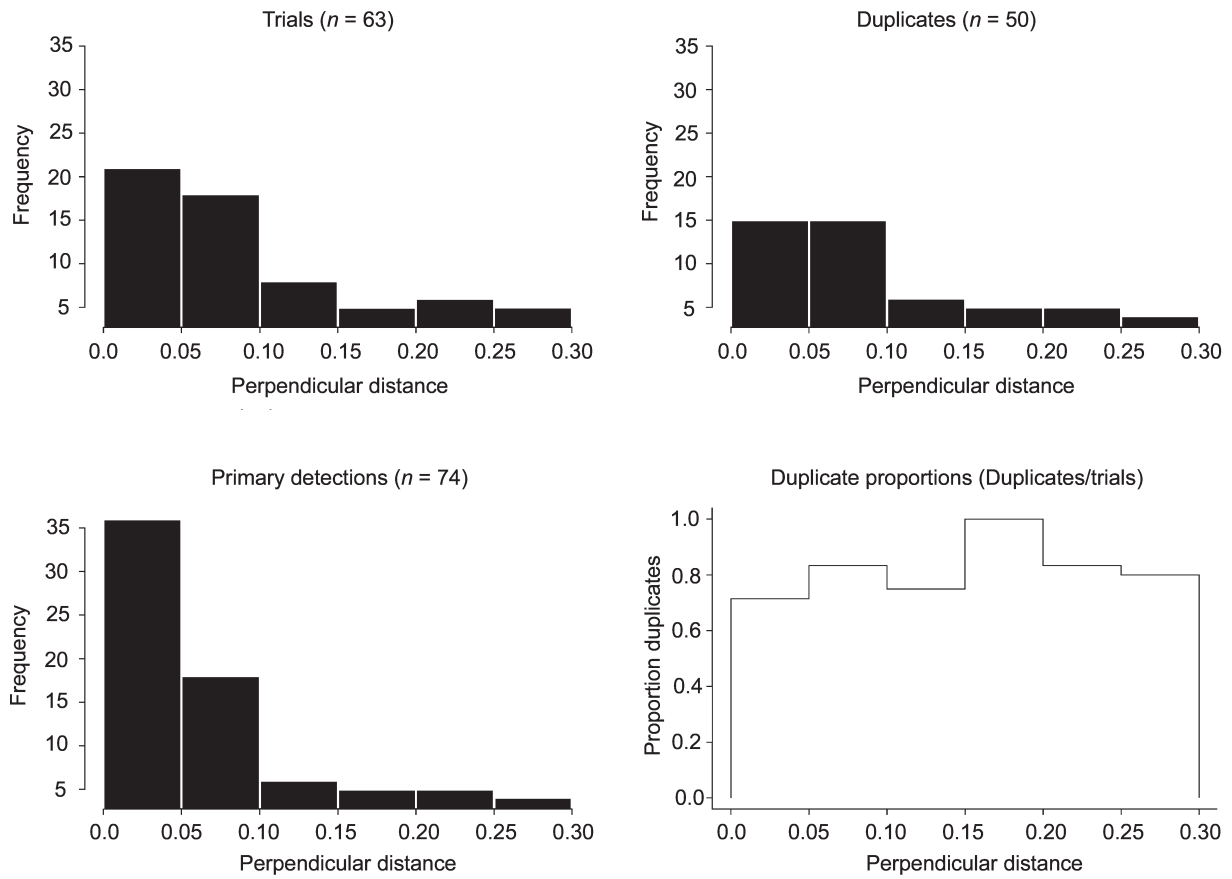 Trials (n = 63)
35
30
25
20
15
10
5
Frequency
0.0 0.05 0.10 0.15 0.20 0.25 0.30
Perpendicular distance
Duplicates (n = 50)
35
30
25
20
15
10
5
Frequency
0.0 0.05 0.10 0.15 0.20 0.25 0.30
Perpendicular distance
Primary detections (n = 74)
35
30
25
20
15
10
5
Frequency
0.0 0.05 0.10 0.15 0.20 0.25 0.30
Perpendicular distance
Duplicate proportions (Duplicates/trials)
1.0
0.8
0.6
0.4
0.2
0.0
Proportion duplicates
0.0 0.05 0.10 0.15 0.20 0.25 0.30
Perpendicular distance